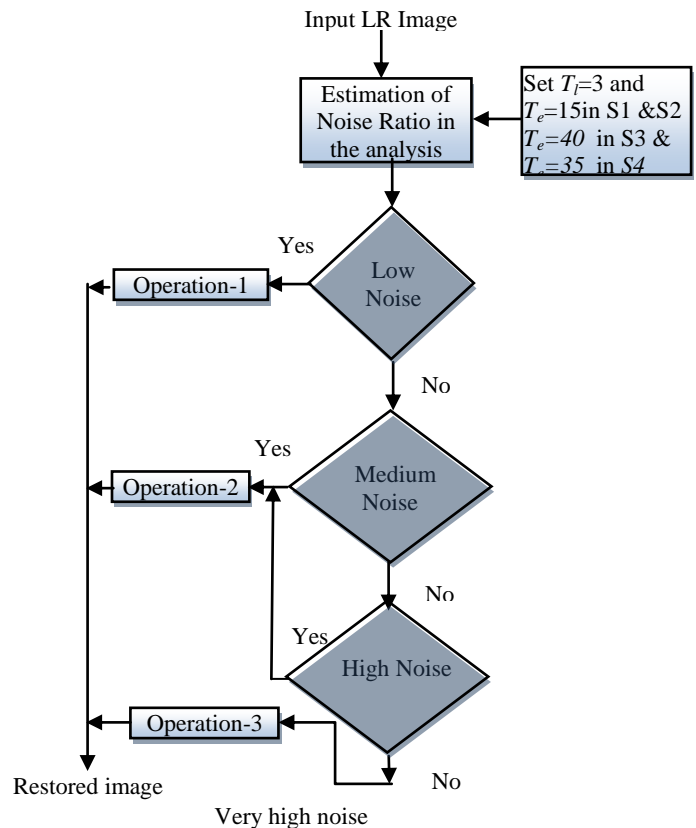 Input LR Image
Estimation of
Noise Ratio in
the analysis
Set T_l=3 and
T_e=15in S1 &S2
T_e=40 in S3 &
T_e=35 in S4
Yes
Low
Noise
Operation-1
No
Yes
Medium
Noise
Operation-2
No
Yes
High Noise
Operation-3
No
Restored image
Very high noise